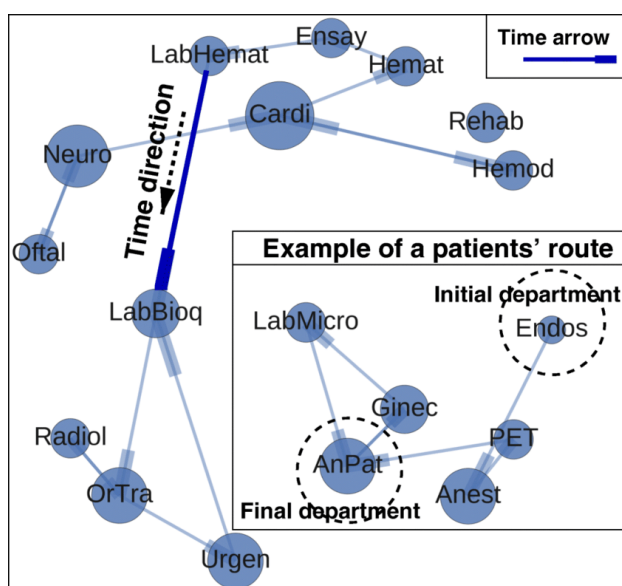 Time arrow
Ensay
LabHemat
Hemat
Cardi
Rehab
Neuro
Hemod
Time direction
Oftal
Example of a patients' route
Initial department
LabBioq
LabMicro
Endos
Ginec
Radiol
PET
AnPat
OrTra
Anest
Final department
Urgen